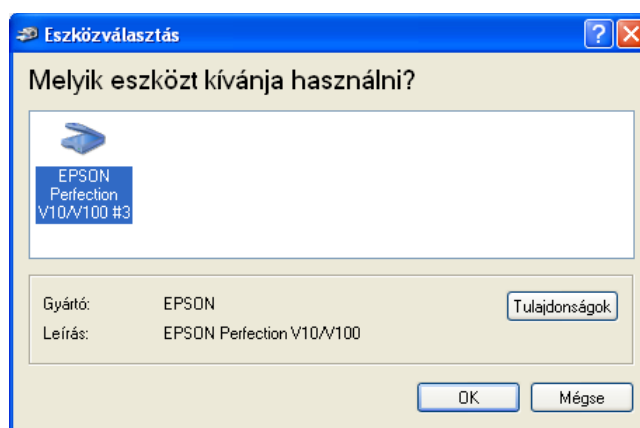 Eszközválasztás
Melyik eszközt kívánja használni?
EPSON
Perfection
V10/V100 #3
Gyártó: EPSON
Tulajdonságok
Leírás: EPSON Perfection V10/V100
OK Mégse